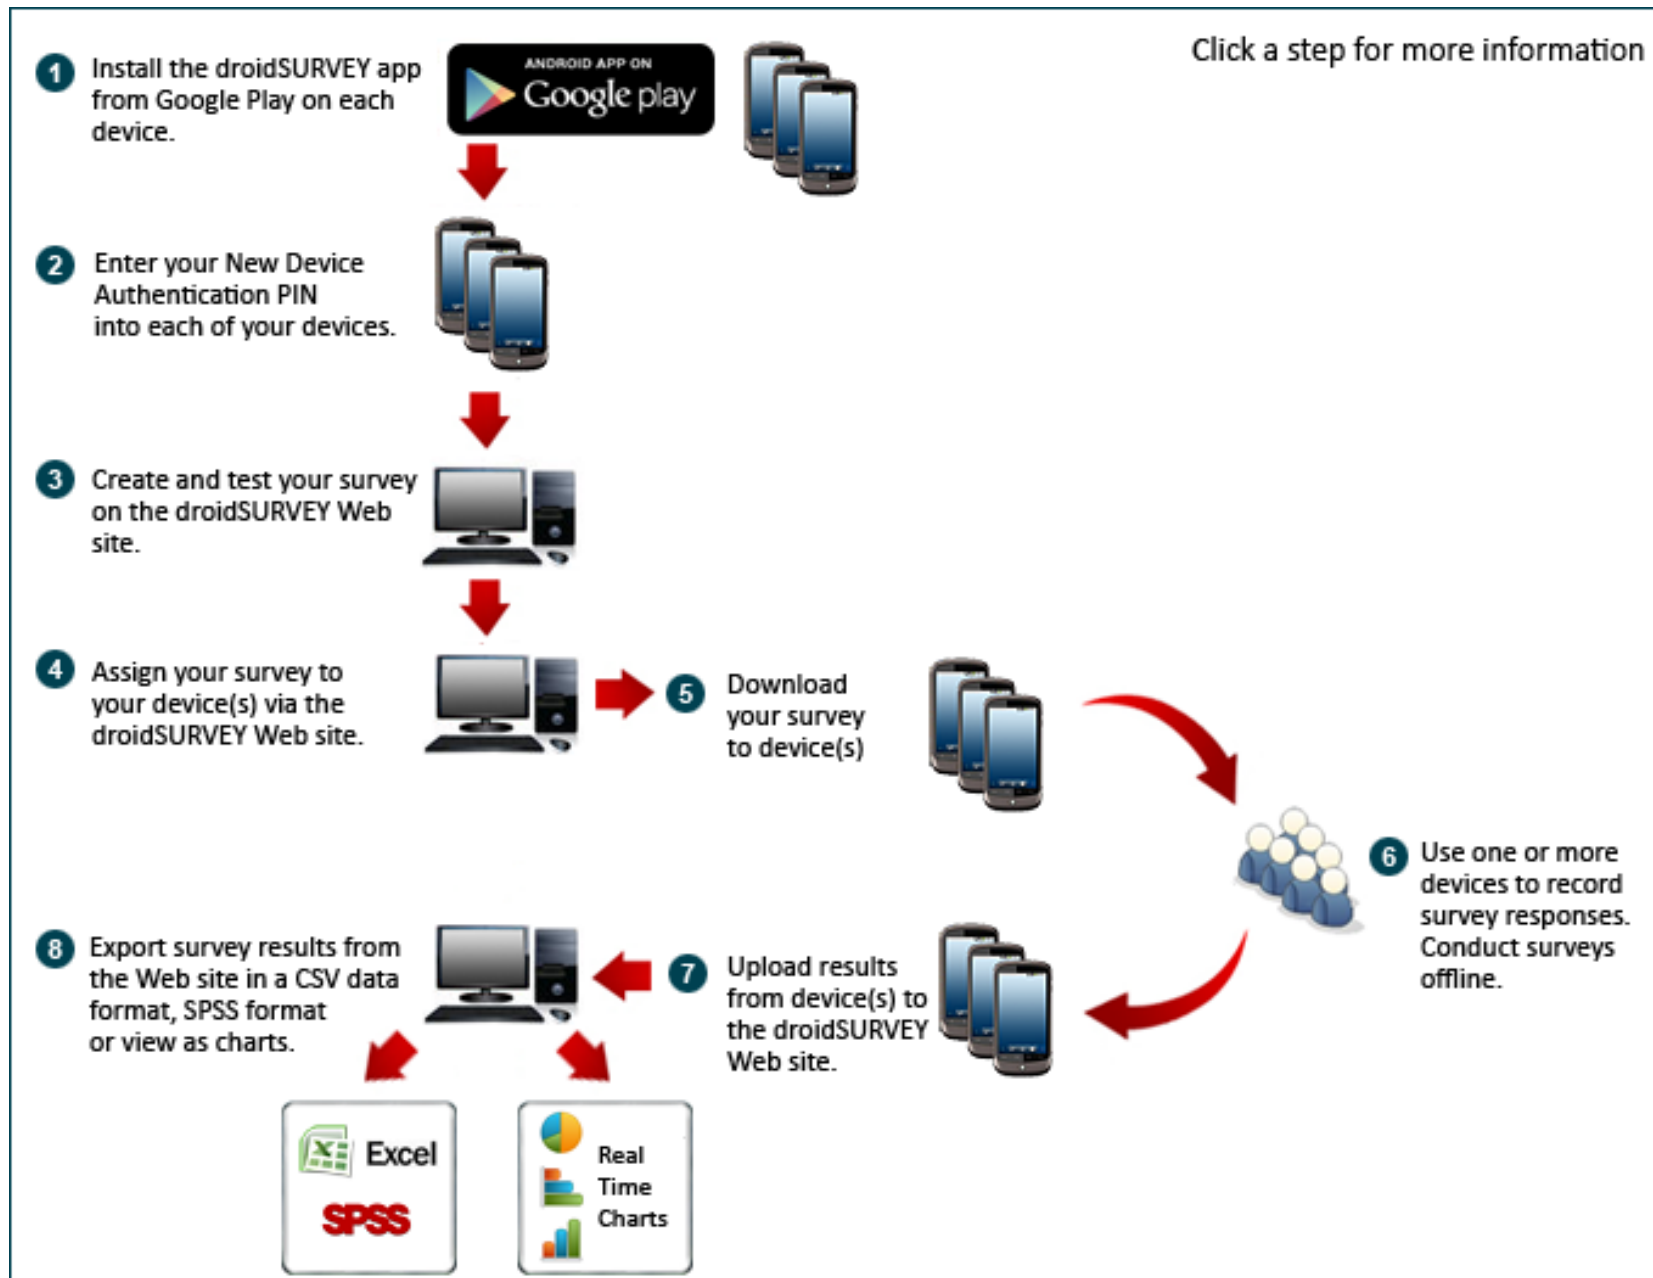 Click a step for more information
1
Install the droidSURVEY app
from Google Play on each
device.
ANDROID APP ON
Google play
2
Enter your New Device
Authentication PIN
into each of your devices.
3
Create and test your survey
on the droidSURVEY Web
site.
4
Assign your survey to
your device(s) via the
droidSURVEY Web site.
5
Download
your survey
to device(s)
6
Use one or more
devices to record
survey responses.
Conduct surveys
offline.
7
Upload results
from device(s) to
the droidSURVEY
Web site.
8
Export survey results from
the Web site in a CSV data
format, SPSS format
or view as charts.
Excel
SPSS
Real
Time
Charts